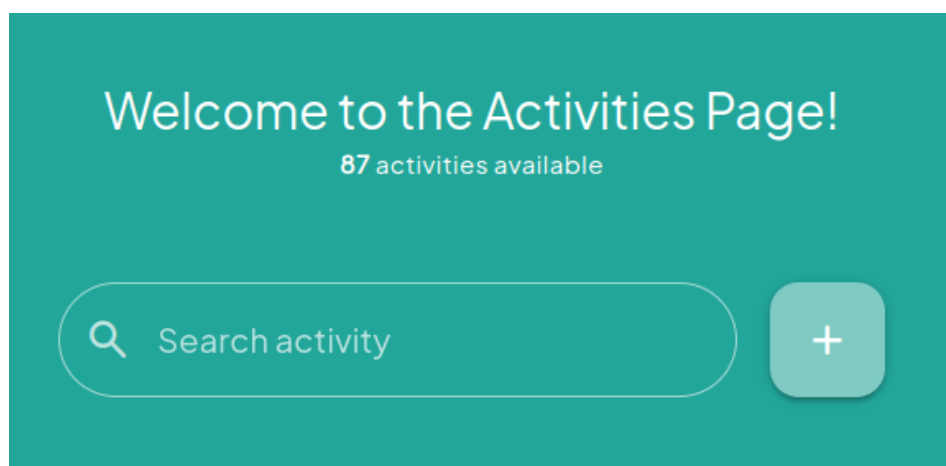 Welcome to the Activities Page!
87 activities available
Search activity
+